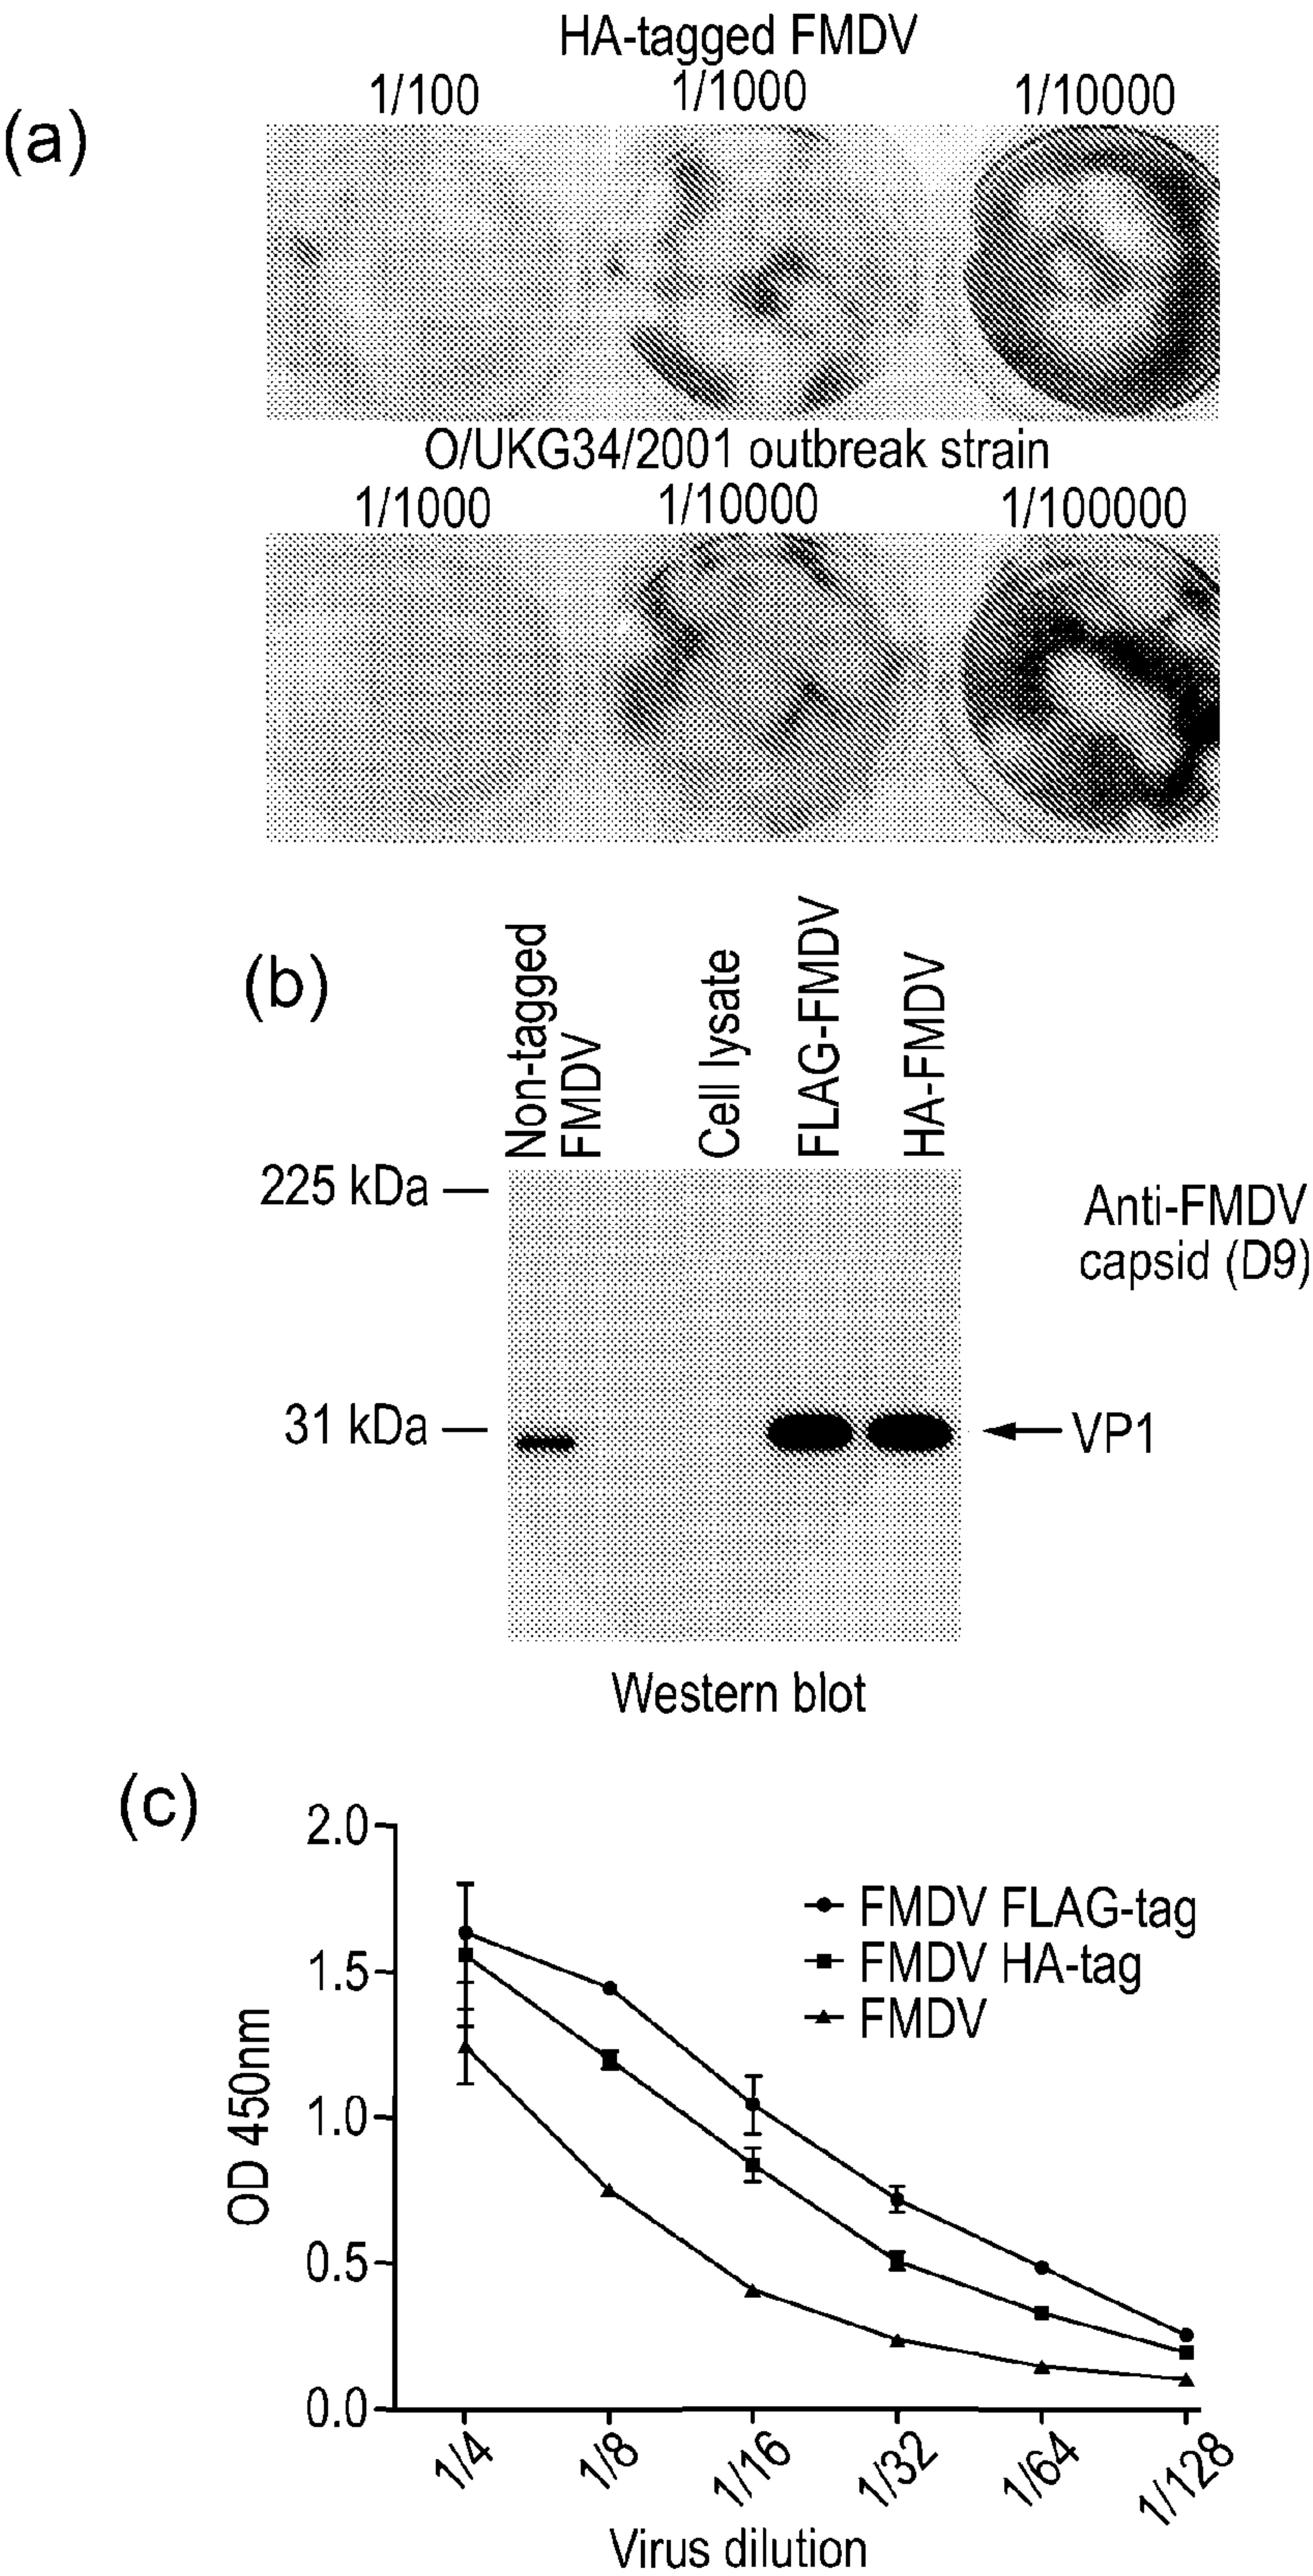 HA-tagged FMDV
(a)
1/100 1/1000 1/10000
O/UKG34/2001 outbreak strain
1/1000 1/10000 1/100000
(b)
Non-tagged
FMDV
Cell lysate
FLAG-FMDV
HA-FMDV
225 kDa
Anti-FMDV
capsid (D9)
31 kDa
VP1
Western blot
(c)
2.0
1.5
1.0
0.5
0.0
OD 450nm
FMDV FLAG-tag
FMDV HA-tag
FMDV
1/4 1/8 1/16 1/32 1/64 1/128
Virus dilution